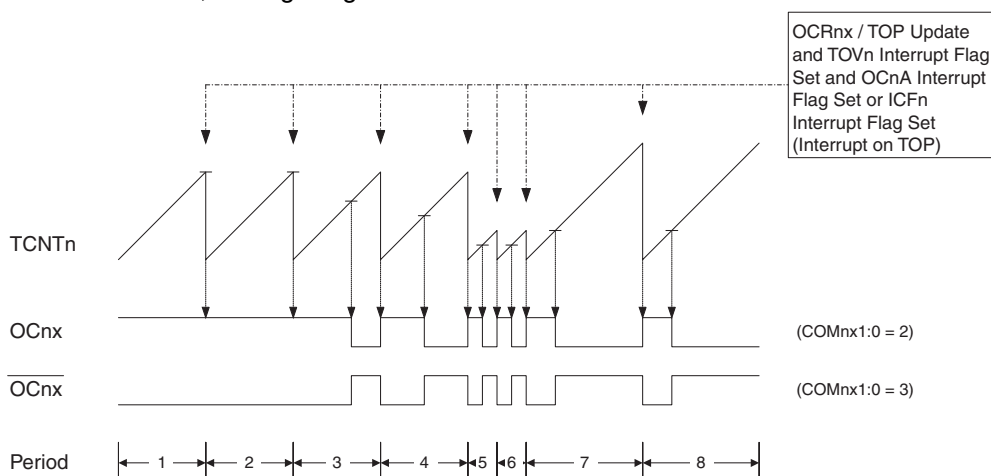 OCRnx / TOP Update
and TOVn Interrupt Flag
Set and OCnA Interrupt
Flag Set or ICFn
Interrupt Flag Set
(Interrupt on TOP)
TCNTn
OCnx (COMnx1:0 = 2)
OCnx (COMnx1:0 = 3)
Period 1 2 3 4 5 6 7 8